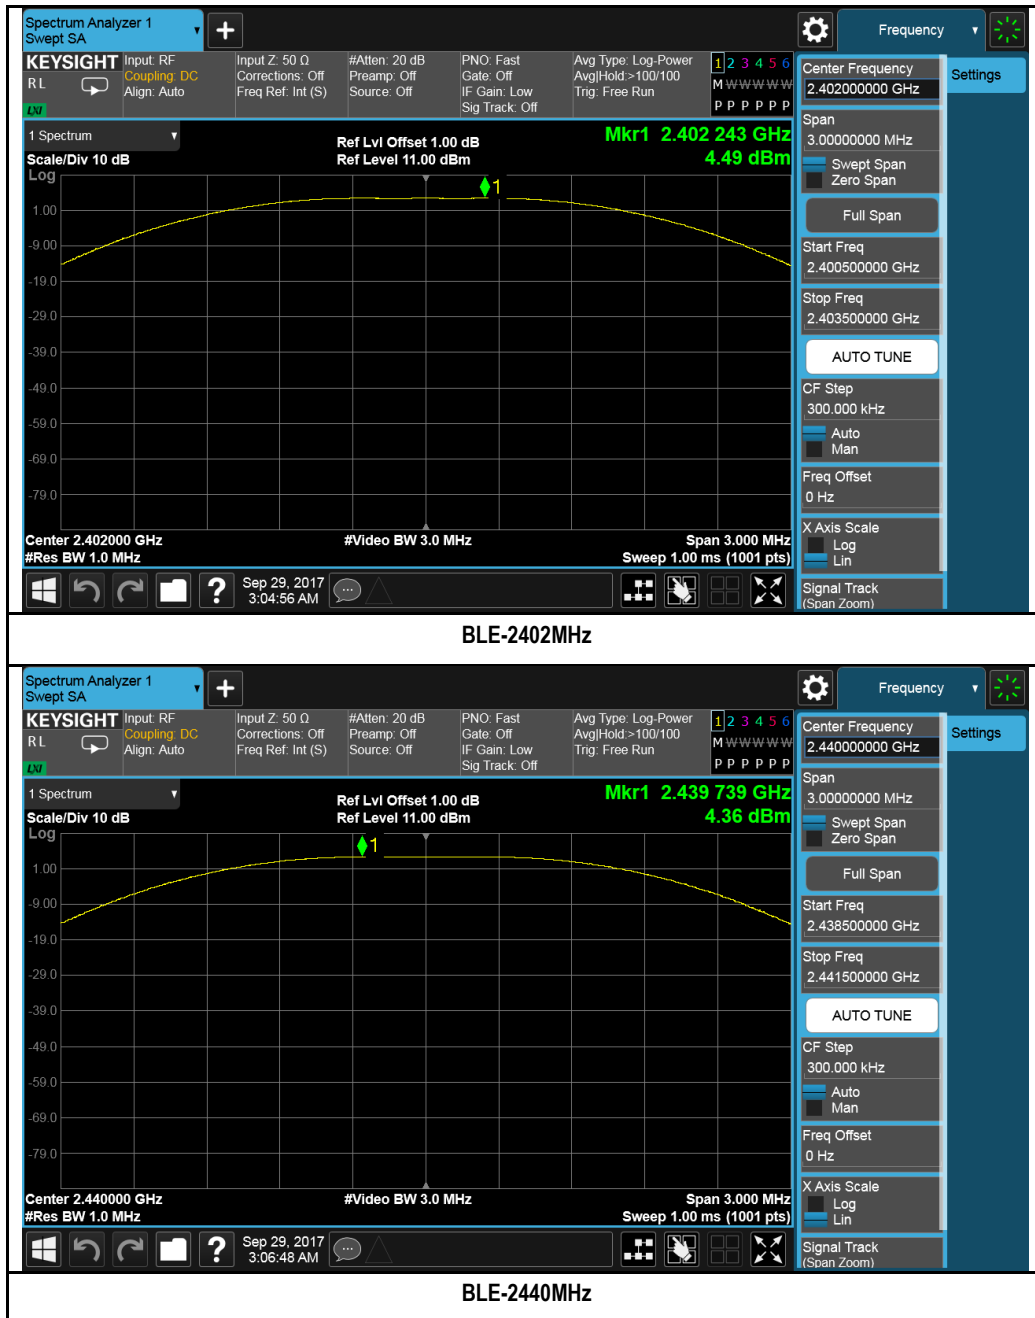 Spectrum Analyzer 1
Swept SA
Frequency
KEYSIGHT
RL
LXI
Input: RF
Coupling: DC
Align: Auto
Input Z: 50 Ω
Corrections: Off
Freq Ref: Int (S)
#Atten: 20 dB
Preamp: Off
Source: Off
PNO: Fast
Gate: Off
IF Gain: Low
Sig Track: Off
Avg Type: Log-Power
Avg|Hold:>100/100
Trig: Free Run
1 2 3 4 5 6
M W W W W W
P P P P P P
Center Frequency
2.402000000 GHz
Settings
Span
3.00000000 MHz
Swept Span
Zero Span
Full Span
Start Freq
2.400500000 GHz
Stop Freq
2.403500000 GHz
AUTO TUNE
CF Step
300.000 kHz
Auto
Man
Freq Offset
0 Hz
X Axis Scale
Log
Lin
Signal Track
(Span Zoom)
1 Spectrum
Scale/Div 10 dB
Log
Ref Lvl Offset 1.00 dB
Ref Level 11.00 dBm
Mkr1 2.402 243 GHz
4.49 dBm
1
1.00
-9.00
-19.0
-29.0
-39.0
-49.0
-59.0
-69.0
-79.0
Center 2.402000 GHz
#Res BW 1.0 MHz
#Video BW 3.0 MHz
Span 3.000 MHz
Sweep 1.00 ms (1001 pts)
Sep 29, 2017
3:04:56 AM
BLE-2402MHz
Spectrum Analyzer 1
Swept SA
Frequency
KEYSIGHT
RL
LXI
Input: RF
Coupling: DC
Align: Auto
Input Z: 50 Ω
Corrections: Off
Freq Ref: Int (S)
#Atten: 20 dB
Preamp: Off
Source: Off
PNO: Fast
Gate: Off
IF Gain: Low
Sig Track: Off
Avg Type: Log-Power
Avg|Hold:>100/100
Trig: Free Run
1 2 3 4 5 6
M W W W W W
P P P P P P
Center Frequency
2.440000000 GHz
Settings
Span
3.00000000 MHz
Swept Span
Zero Span
Full Span
Start Freq
2.438500000 GHz
Stop Freq
2.441500000 GHz
AUTO TUNE
CF Step
300.000 kHz
Auto
Man
Freq Offset
0 Hz
X Axis Scale
Log
Lin
Signal Track
(Span Zoom)
1 Spectrum
Scale/Div 10 dB
Log
Ref Lvl Offset 1.00 dB
Ref Level 11.00 dBm
Mkr1 2.439 739 GHz
4.36 dBm
1
1.00
-9.00
-19.0
-29.0
-39.0
-49.0
-59.0
-69.0
-79.0
Center 2.440000 GHz
#Res BW 1.0 MHz
#Video BW 3.0 MHz
Span 3.000 MHz
Sweep 1.00 ms (1001 pts)
Sep 29, 2017
3:06:48 AM
BLE-2440MHz